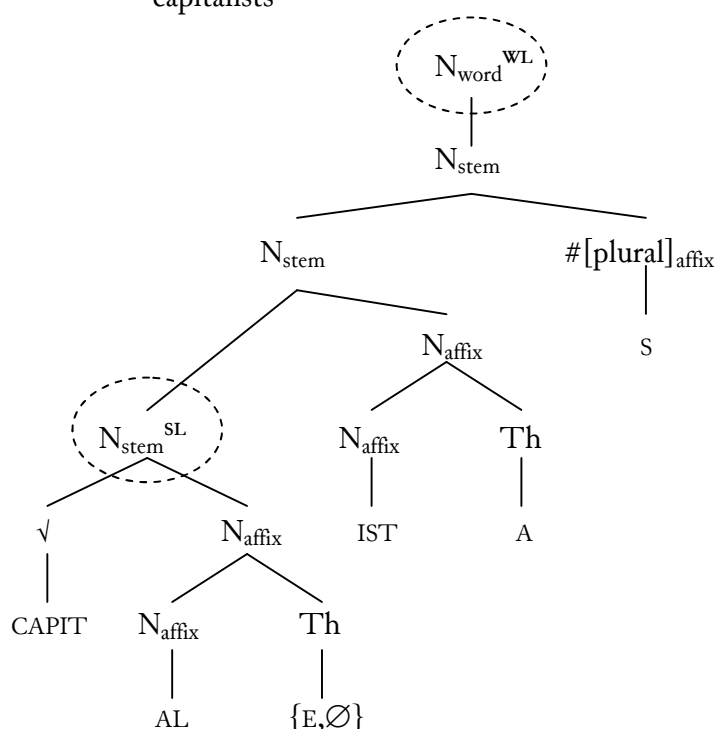 capitalists
N_word^WL
N_stem
N_stem #[plural]_affix
N_affix S
N_stem^SL N_affix Th
√ N_affix IST A
CAPIT N_affix Th
AL {E,∅}